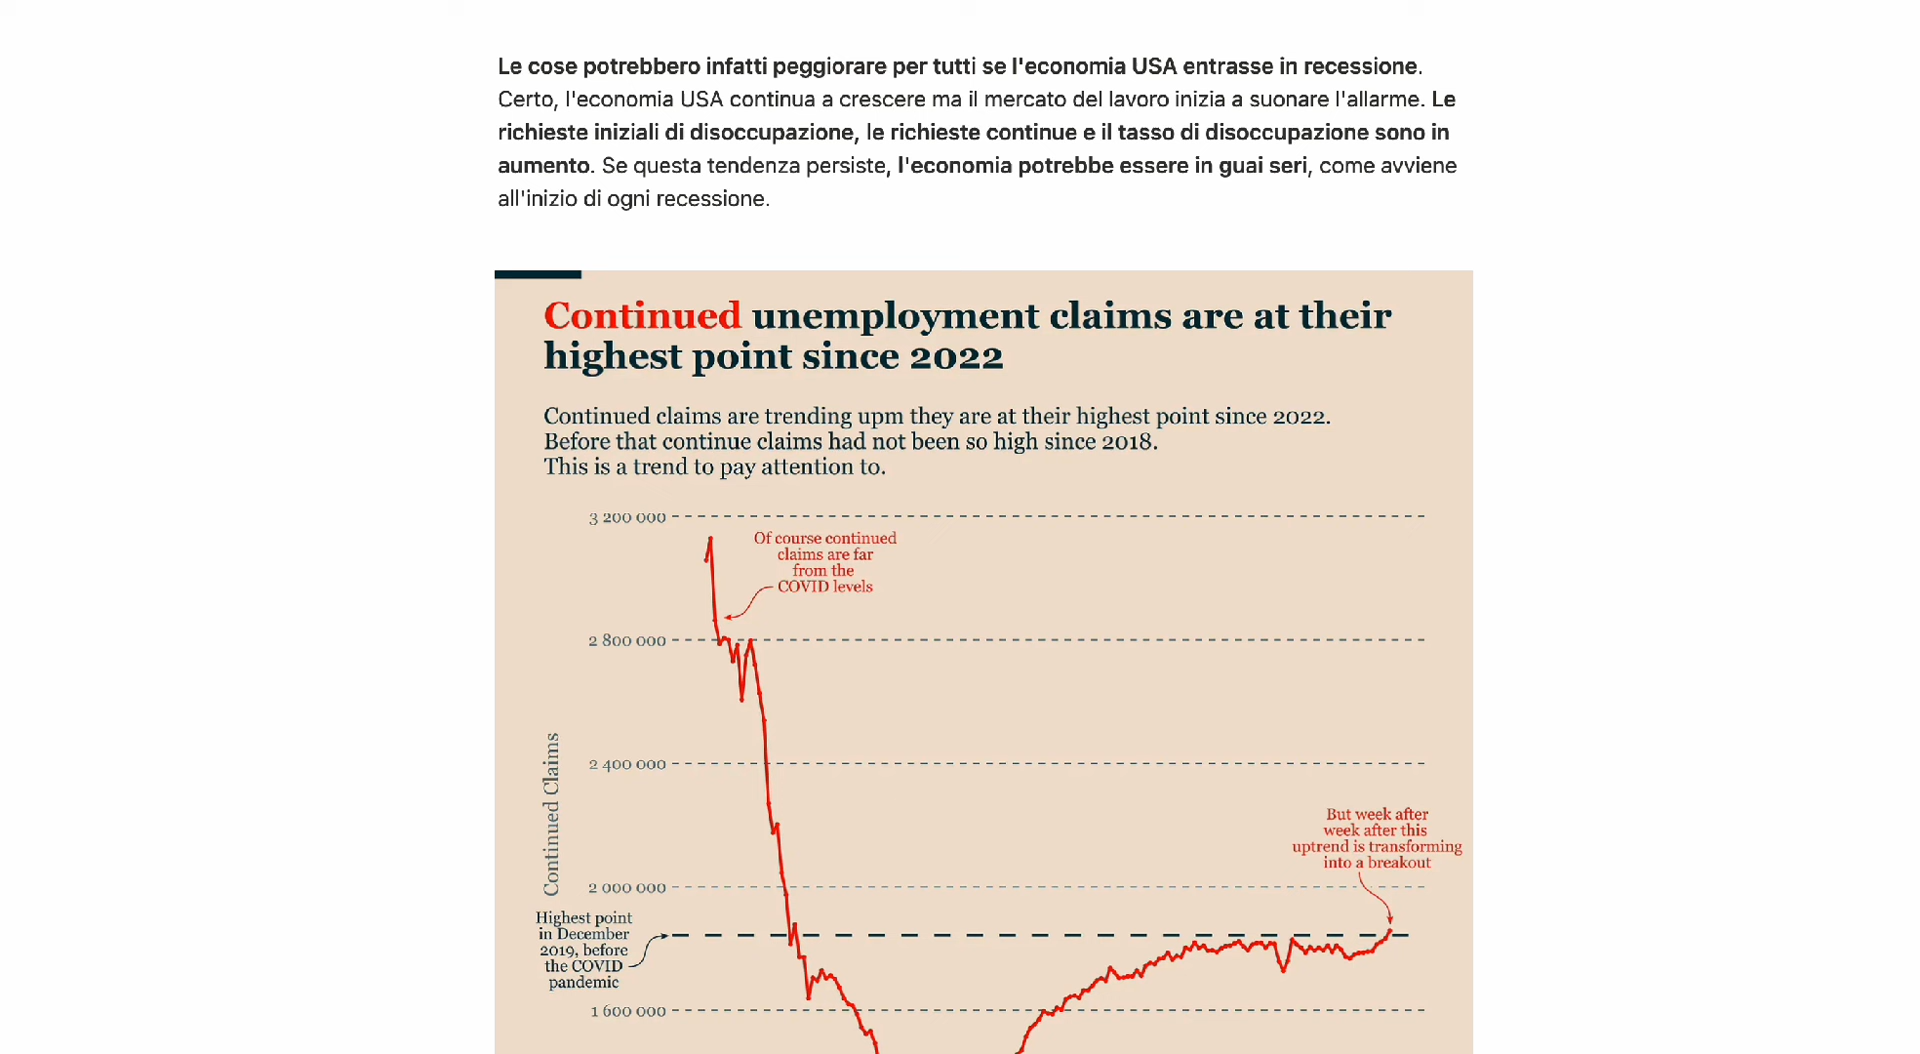 Le cose potrebbero infatti peggiorare per tutti se l'economia USA entrasse in recessione.
Certo, l'economia USA continua a crescere ma il mercato del lavoro inizia a suonare l'allarme. Le
richieste iniziali di disoccupazione, le richieste continue e il tasso di disoccupazione sono in
aumento. Se questa tendenza persiste, l'economia potrebbe essere in guai seri, come avviene
all'inizio di ogni recessione.
Continued unemployment claims are at their
highest point since 2022
Continued claims are trending upm they are at their highest point since 2022.
Before that continue claims had not been so high since 2018.
This is a trend to pay attention to.
3 200 000
Of course continued
claims are far
from the
COVID levels
2 800 000
Continued Claims
2 400 000
But week after
week after this
uptrend is transforming
into a breakout
2 000 000
Highest point
in December
2019, before
the COVID
pandemic
1 600 000